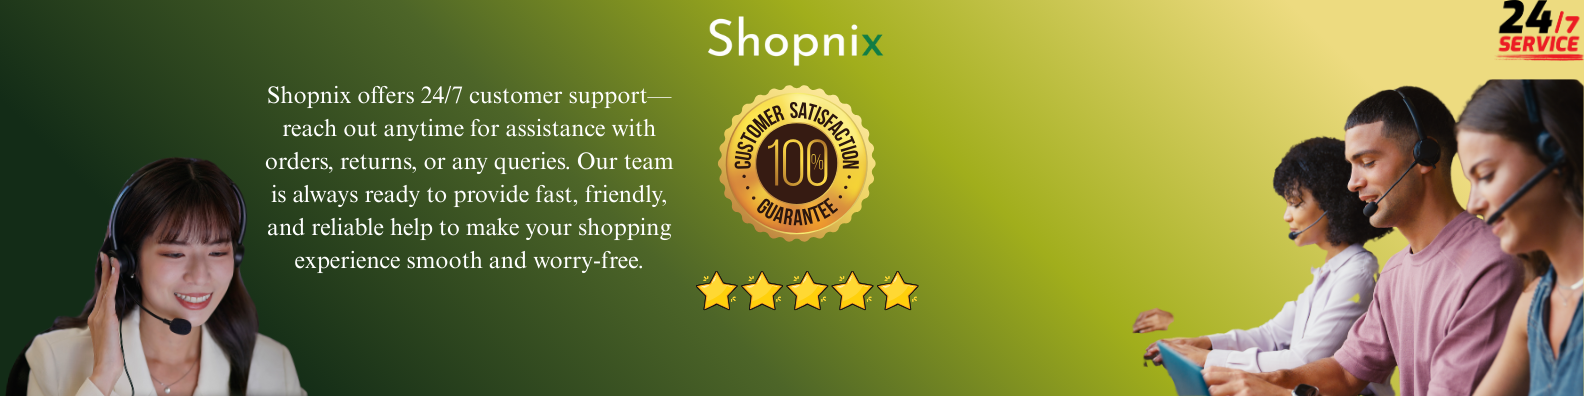 Shopnix
24/7
SERVICE
Shopnix offers 24/7 customer support—
reach out anytime for assistance with
orders, returns, or any queries. Our team
is always ready to provide fast, friendly,
and reliable help to make your shopping
experience smooth and worry-free.
CUSTOMER SATISFACTION
100%
GUARANTEE